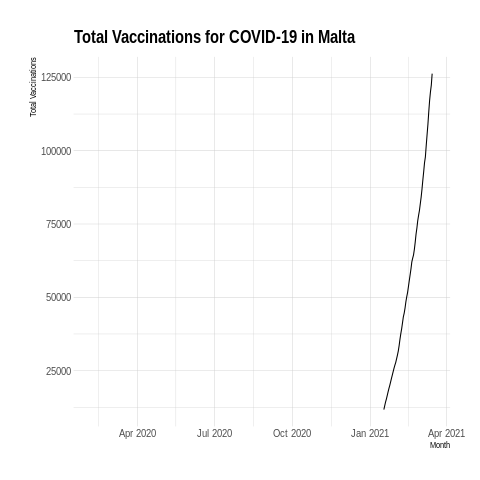 Total Vaccinations for COVID-19 in Malta
Total Vaccinations
125000
100000
75000
50000
25000
Apr 2020 Jul 2020 Oct 2020 Jan 2021 Apr 2021
Month